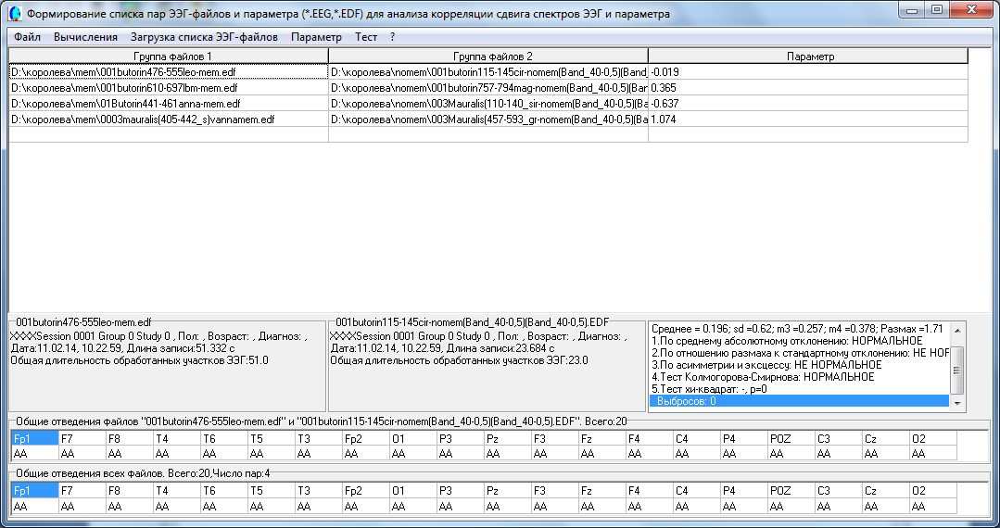 Формирование списка пар ЭЭГ-файлов и параметра (*.EEG,*.EDF) для анализа корреляции сдвига спектров ЭЭГ и параметра
Файл Вычисления Загрузка списка ЭЭГ-файлов Параметр Тест ?
Группа файлов 1 Группа файлов 2 Параметр
D:\королева\mem\001butorin476-555leo-mem.edf D:\королева\nomem\001butorin115-145cir-nomem(Band_40-0,5)(Band_ -0.019
D:\королева\mem\001butorin610-697lbm-mem.edf D:\королева\nomem\001butorin757-794mag-nomem(Band_40-0,5)(Ban 0.365
D:\королева\mem\01Butorin441-461anna-mem.edf D:\королева\nomem\003Mauralis(110-140_sir-nomem(Band_40-0,5)(Ba -0.637
D:\королева\mem\0003mauralis(405-442_s)vannamem.edf D:\королева\nomem\003Mauralis(457-593_gr-nomem(Band_40-0,5)(Ba 1.074
001butorin476-555leo-mem.edf
XXXXSession 0001 Group 0 Study 0 , Пол: , Возраст: , Диагноз: ,
Дата:11.02.14, 10.22.59, Длина записи:51.332 с
Общая длительность обработанных участков ЭЭГ:51.0
001butorin115-145cir-nomem(Band_40-0,5)(Band_40-0,5).EDF
XXXXSession 0001 Group 0 Study 0 , Пол: , Возраст: , Диагноз: ,
Дата:11.02.14, 10.22.59, Длина записи:23.684 с
Общая длительность обработанных участков ЭЭГ:23.0
Среднее = 0.196; sd =0.62; m3 =0.257; m4 =0.378; Размах =1.71
1.По среднему абсолютному отклонению: НОРМАЛЬНОЕ
2.По отношению размаха к стандартному отклонению: НЕ НОР
3.По асимметрии и эксцессу: НЕ НОРМАЛЬНОЕ
4.Тест Колмогорова-Смирнова: НОРМАЛЬНОЕ
5.Тест хи-квадрат: -, p=0
Выбросов: 0
Общие отведения файлов "001butorin476-555leo-mem.edf" и "001butorin115-145cir-nomem(Band_40-0,5)(Band_40-0,5).EDF". Всего:20
Fp1 F7 F8 T4 T6 T5 T3 Fp2 O1 P3 Pz F3 Fz F4 C4 P4 POZ C3 Cz O2
AA AA AA AA AA AA AA AA AA AA AA AA AA AA AA AA AA AA AA AA
Общие отведения всех файлов. Всего:20,Число пар:4
Fp1 F7 F8 T4 T6 T5 T3 Fp2 O1 P3 Pz F3 Fz F4 C4 P4 POZ C3 Cz O2
AA AA AA AA AA AA AA AA AA AA AA AA AA AA AA AA AA AA AA AA